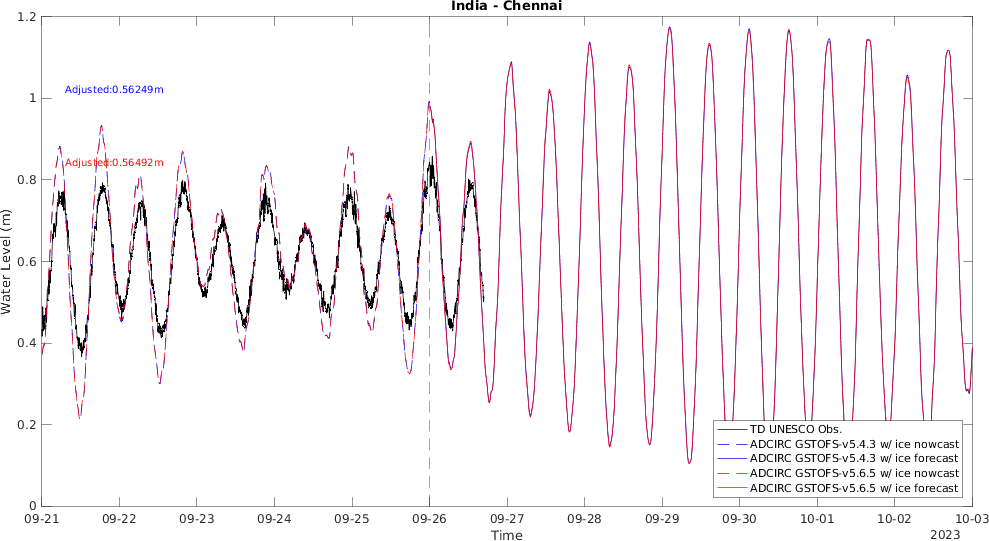 India - Chennai
Water Level (m)
1.2
1
0.8
0.6
0.4
0.2
0
Adjusted:0.56249m
Adjusted:0.56492m
TD UNESCO Obs.
ADCIRC GSTOFS-v5.4.3 w/ ice nowcast
ADCIRC GSTOFS-v5.4.3 w/ ice forecast
ADCIRC GSTOFS-v5.6.5 w/ ice nowcast
ADCIRC GSTOFS-v5.6.5 w/ ice forecast
09-21 09-22 09-23 09-24 09-25 09-26 09-27 09-28 09-29 09-30 10-01 10-02 10-03
Time
2023